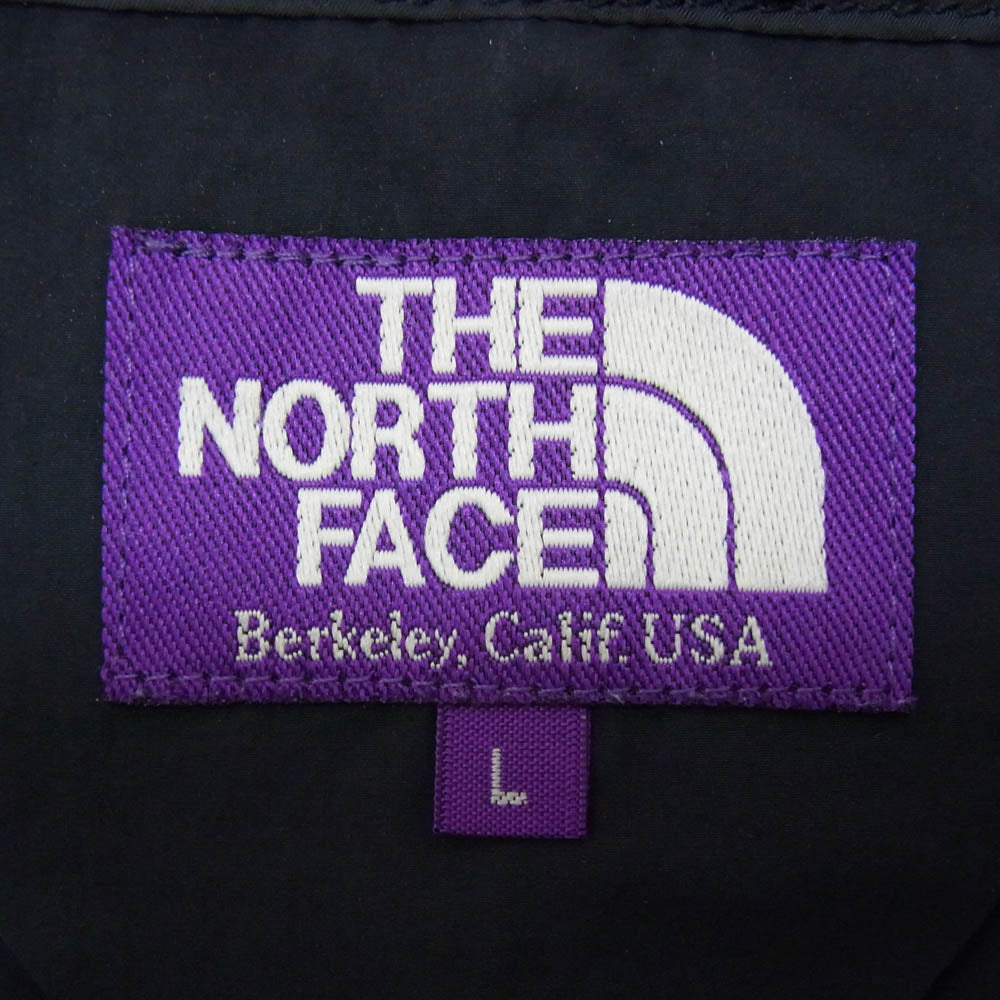 THE
NORTH
FACE
Berkeley, Calif. USA
L